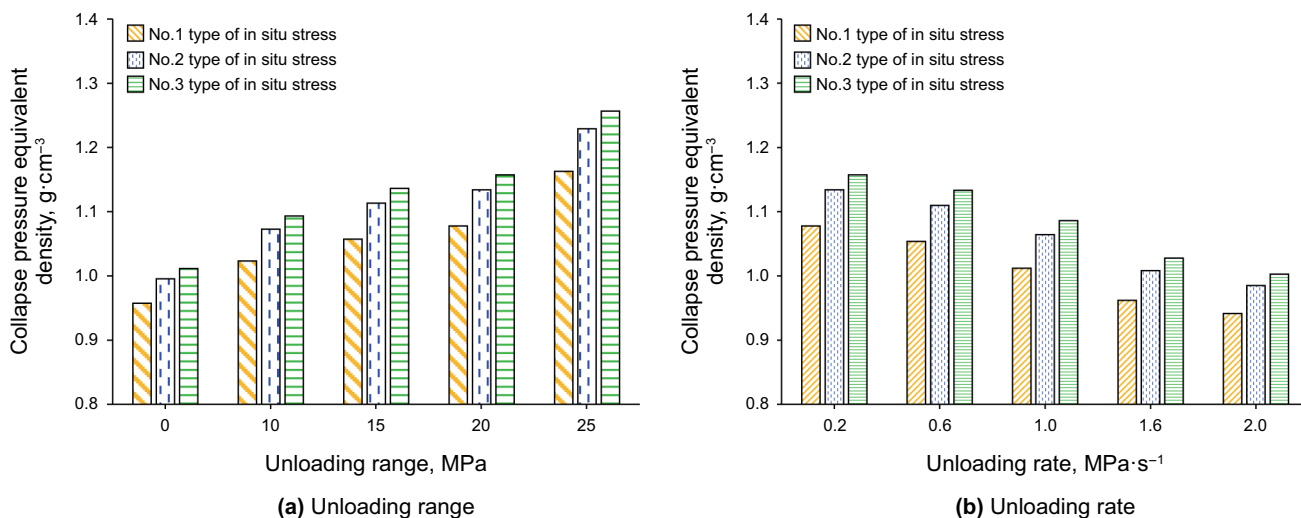 1.4
1.3
1.2
1.1
1.0
0.9
0.8
Collapse pressure equivalent
density, g·cm⁻³
No.1 type of in situ stress
No.2 type of in situ stress
No.3 type of in situ stress
0 10 15 20 25
Unloading range, MPa
(a) Unloading range
1.4
1.3
1.2
1.1
1.0
0.9
0.8
Collapse pressure equivalent
density, g·cm⁻³
No.1 type of in situ stress
No.2 type of in situ stress
No.3 type of in situ stress
0.2 0.6 1.0 1.6 2.0
Unloading rate, MPa·s⁻¹
(b) Unloading rate